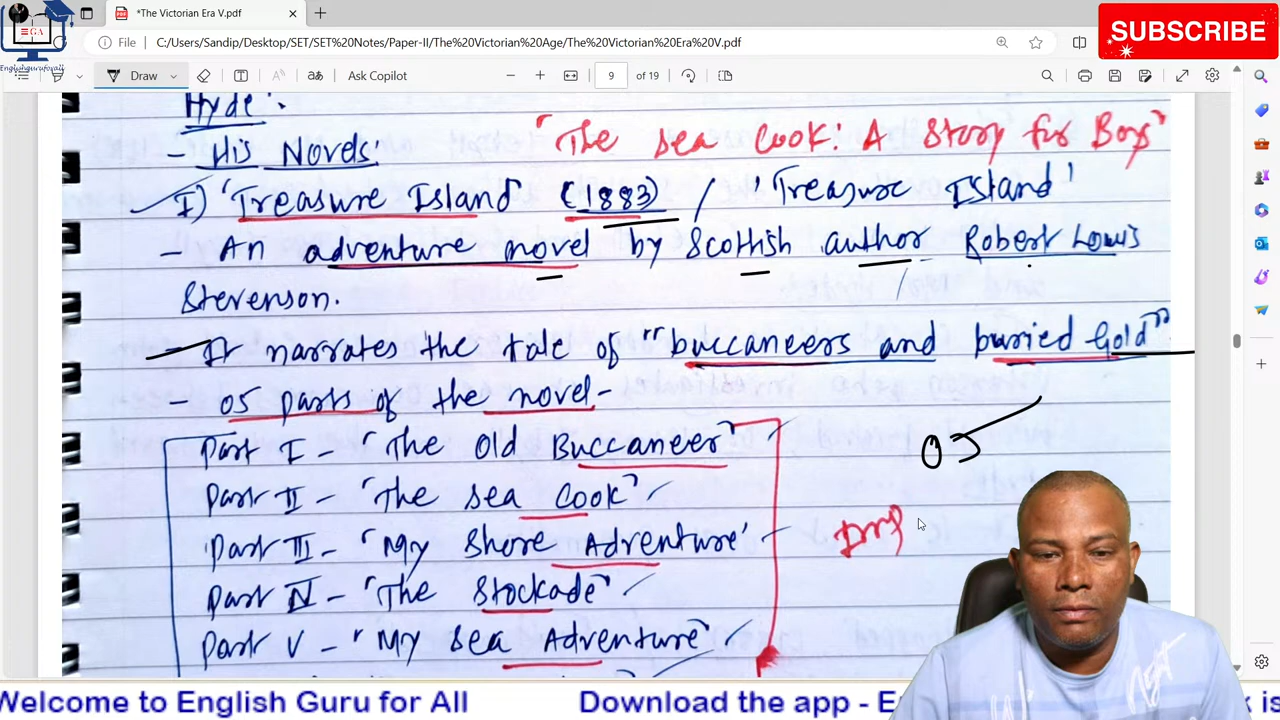 *The Victorian Era V.pdf
SUBSCRIBE
File C:/Users/Sandip/Desktop/SET/SET%20Notes/Paper-II/The%20Victorian%20Age/The%20Victorian%20Era%20V.pdf
EGA
Englishguruforall
Draw
Ask Copilot
9 of 19
Hyde'.
"The Sea Cook: A Story for Boys"
- His Novels:
I) 'Treasure Island' (1883) / 'Treasure Island'
- An adventure novel by Scottish author Robert Louis
Stevenson.
- It narrates the tale of "buccaneers and buried Gold"
- 05 parts of the novel-
Part I - "The Old Buccaneer"
05
Part II - "The Sea Cook"
Part III - "My Shore Adventure'
Imp
Part IV - "The Stockade"
Part V - "My Sea Adventure"
Welcome to English Guru for All Download the app - E
k is